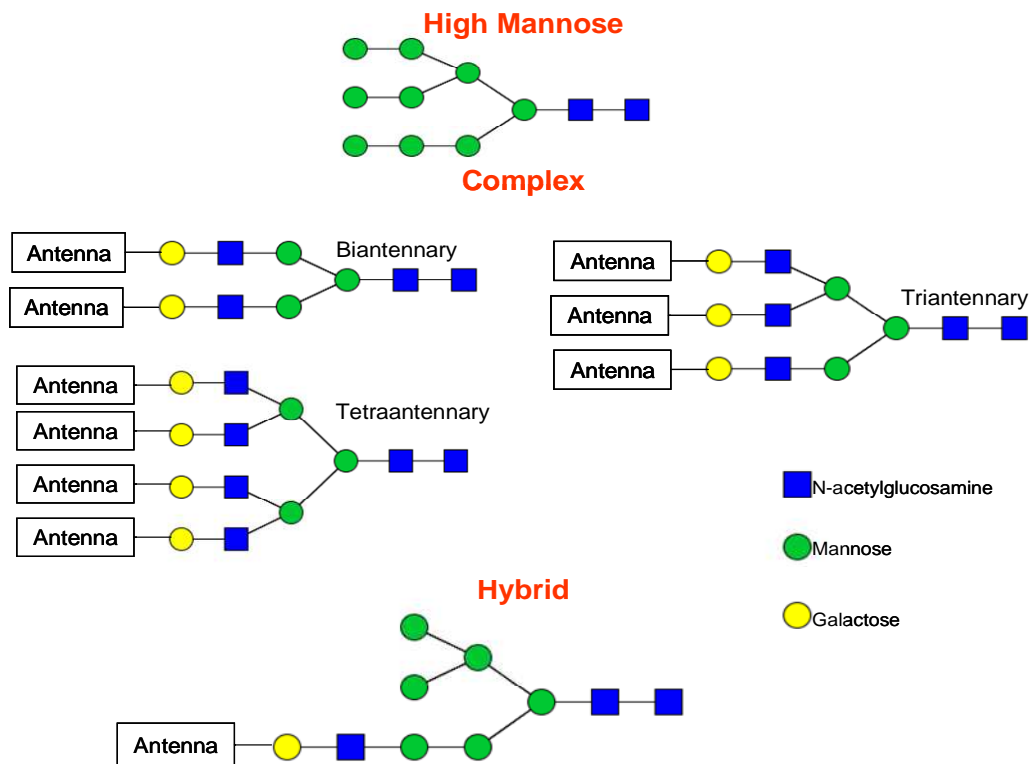 High Mannose
Complex
Antenna
Biantennary
Antenna
Antenna
Antenna
Triantennary
Antenna
Antenna
Antenna
Tetraantennary
Antenna
Antenna
N-acetylglucosamine
Mannose
Galactose
Hybrid
Antenna